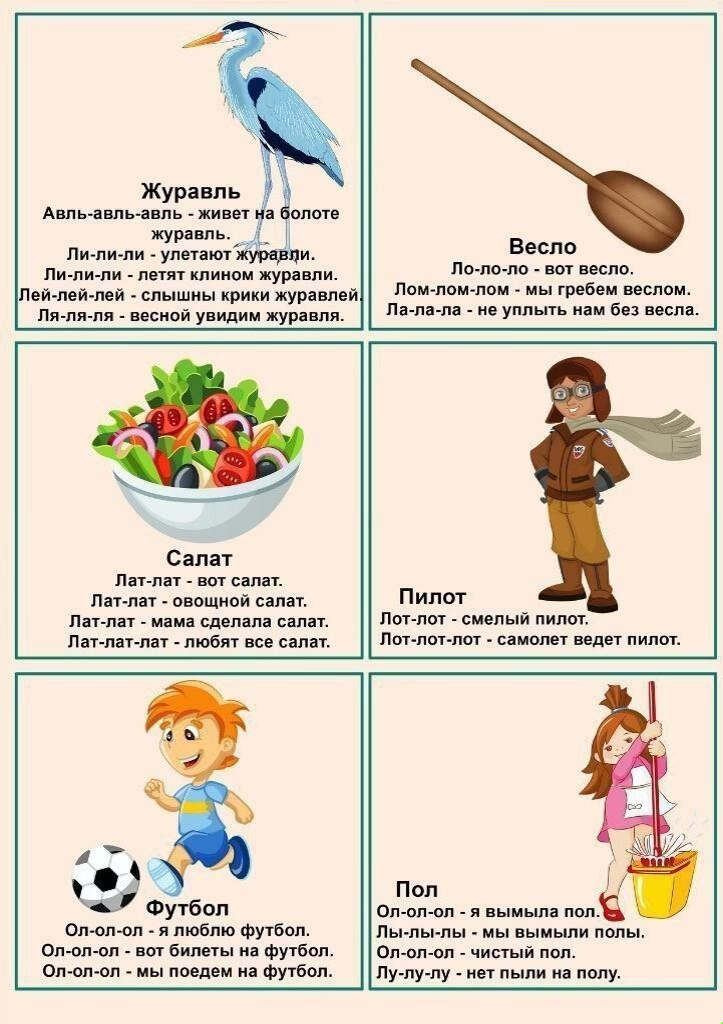 Журавль
Авль-авль-авль - живет на болоте
журавль.
Ли-ли-ли - улетают журавли.
Ли-ли-ли - летят клином журавли.
Лей-лей-лей - слышны крики журавлей.
Ля-ля-ля - весной увидим журавля.
Весло
Ло-ло-ло - вот весло.
Лом-лом-лом - мы гребем веслом.
Ла-ла-ла - не уплыть нам без весла.
Салат
Лат-лат - вот салат.
Лат-лат - овощной салат.
Лат-лат - мама сделала салат.
Лат-лат-лат - любят все салат.
Пилот
Лот-лот - смелый пилот.
Лот-лот-лот - самолет ведет пилот.
Футбол
Ол-ол-ол - я люблю футбол.
Ол-ол-ол - вот билеты на футбол.
Ол-ол-ол - мы поедем на футбол.
Пол
Ол-ол-ол - я вымыла пол.
Лы-лы-лы - мы вымыли полы.
Ол-ол-ол - чистый пол.
Лу-лу-лу - нет пыли на полу.